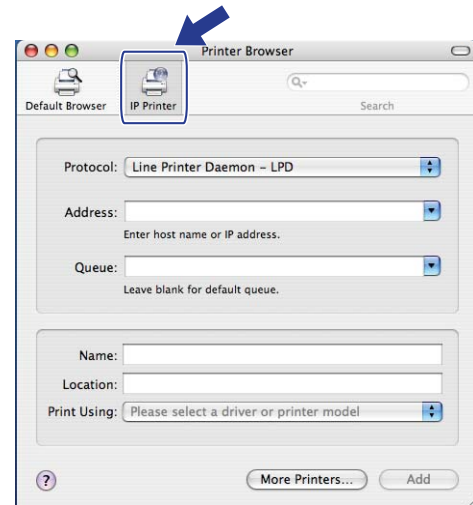 Printer Browser
Default Browser
IP Printer
Search
Protocol: Line Printer Daemon – LPD
Address:
Enter host name or IP address.
Queue:
Leave blank for default queue.
Name:
Location:
Print Using: Please select a driver or printer model
? More Printers... Add